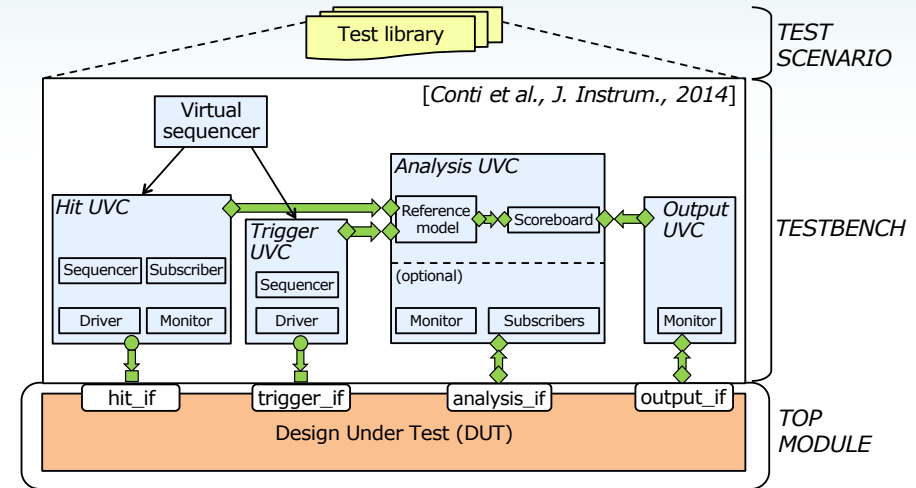 Test library
TEST
SCENARIO
[Conti et al., J. Instrum., 2014]
Virtual
sequencer
Analysis UVC
Hit UVC
Reference
model
Scoreboard
Output
UVC
TESTBENCH
Trigger
UVC
Sequencer
Subscriber
(optional)
Sequencer
Driver
Monitor
Driver
Monitor
Subscribers
Monitor
hit_if
trigger_if
analysis_if
output_if
Design Under Test (DUT)
TOP
MODULE